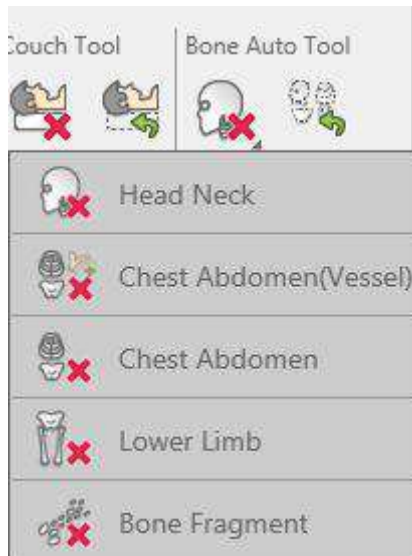 Couch Tool
Bone Auto Tool
Head Neck
Chest Abdomen(Vessel)
Chest Abdomen
Lower Limb
Bone Fragment